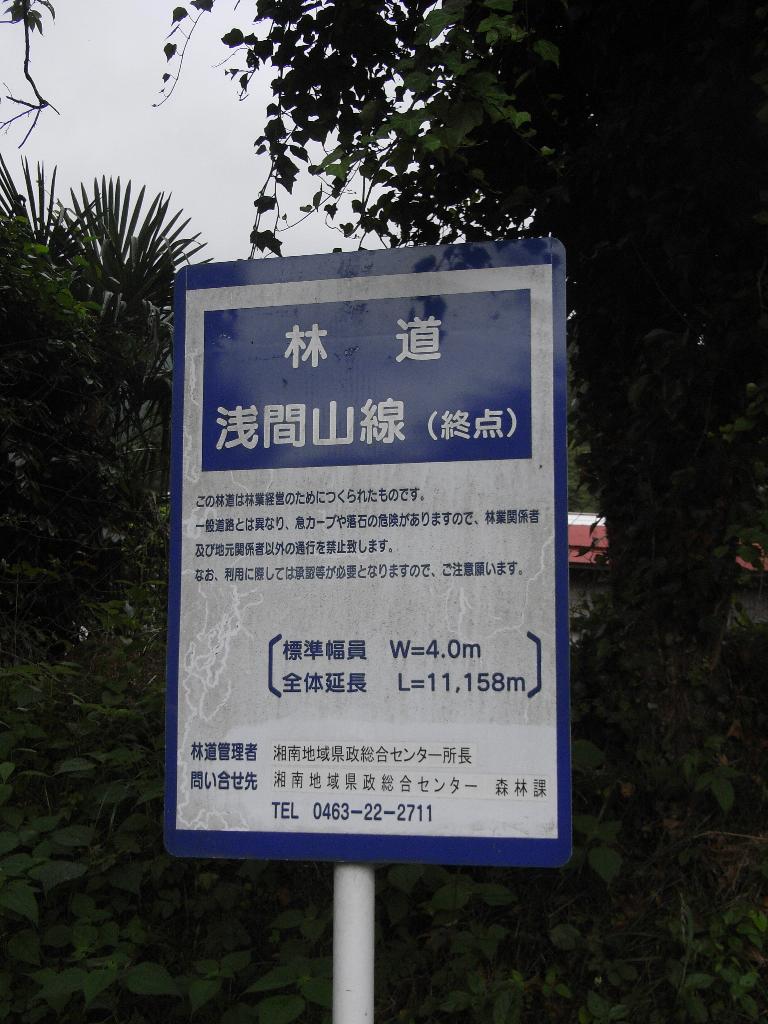 林 道
浅間山線（終点）
この林道は林業経営のためにつくられたものです。
一般道路とは異なり、急カーブや落石の危険がありますので、林業関係者
及び地元関係者以外の通行を禁止致します。
なお、利用に際しては承認等が必要となりますので、ご注意願います。
標準幅員 W=4.0m
全体延長 L=11,158m
林道管理者 湘南地域県政総合センター所長
問い合せ先 湘南地域県政総合センター 森林課
TEL 0463-22-2711